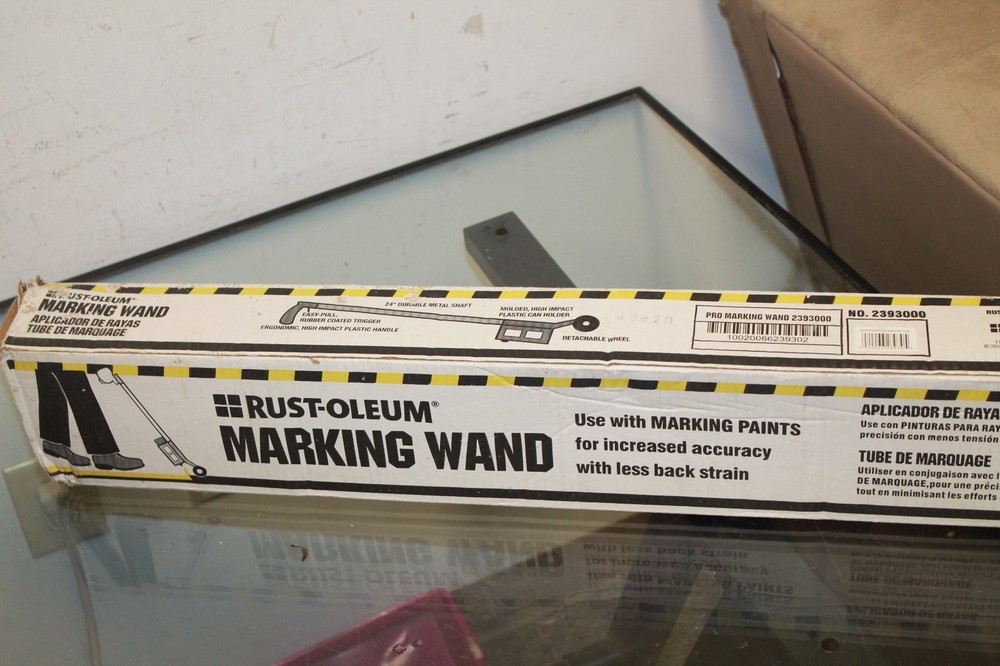 RUST-OLEUM
MARKING WAND
APLICADOR DE RAYAS
TUBE DE MARQUAGE
24" DURABLE METAL SHAFT
EASY-PULL,
RUBBER COATED TRIGGER
ERGONOMIC, HIGH IMPACT PLASTIC HANDLE
MOLDED, HIGH IMPACT
PLASTIC CAN HOLDER
DETACHABLE WHEEL
PRO MARKING WAND 2393000
10020066239302
NO. 2393000
RUST-OLEUM®
MARKING WAND
Use with MARKING PAINTS
for increased accuracy
with less back strain
APLICADOR DE RAYA
Use con PINTURAS PARA RAY
precisión con menos tensión
TUBE DE MARQUAGE
Utiliser en conjugaison avec l
DE MARQUAGE, pour une préci
tout en minimisant les efforts